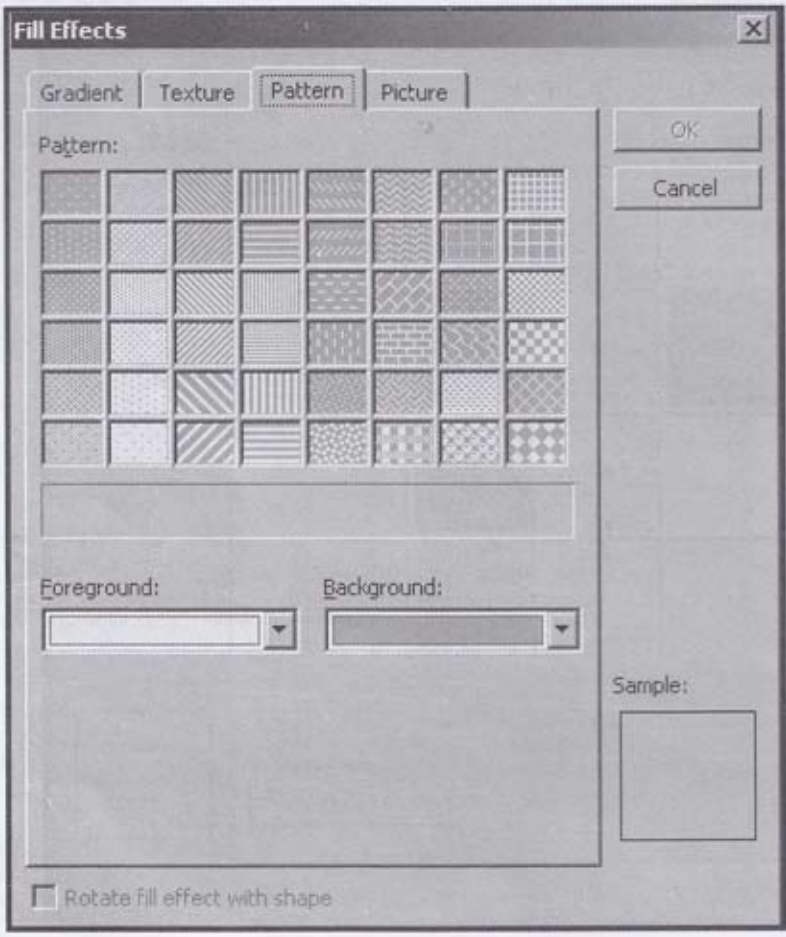 Fill Effects
Gradient Texture Pattern Picture
OK
Pattern:
Cancel
Foreground: Background:
Sample:
Rotate fill effect with shape